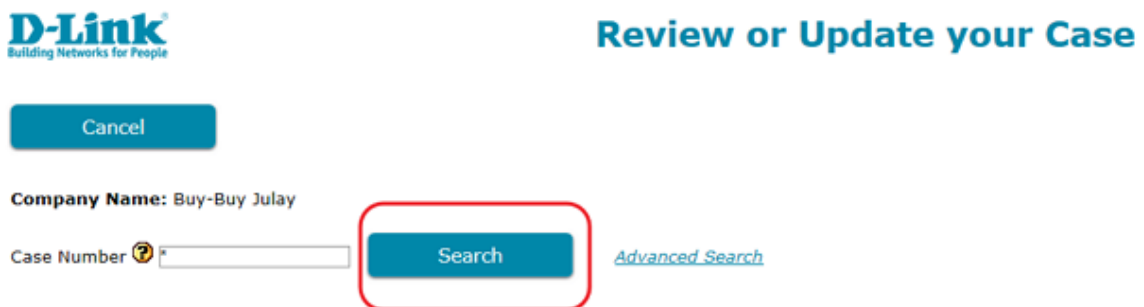 D-Link
Building Networks for People
Review or Update your Case
Cancel
Company Name: Buy-Buy Julay
Case Number ? * Search Advanced Search